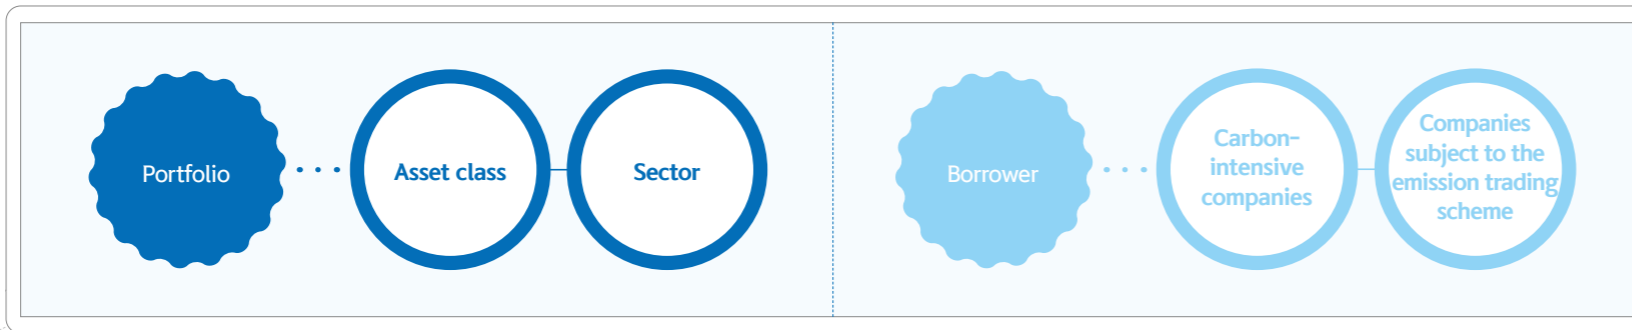 Portfolio
Asset class
Sector
Borrower
Carbon-
intensive
companies
Companies
subject to the
emission trading
scheme